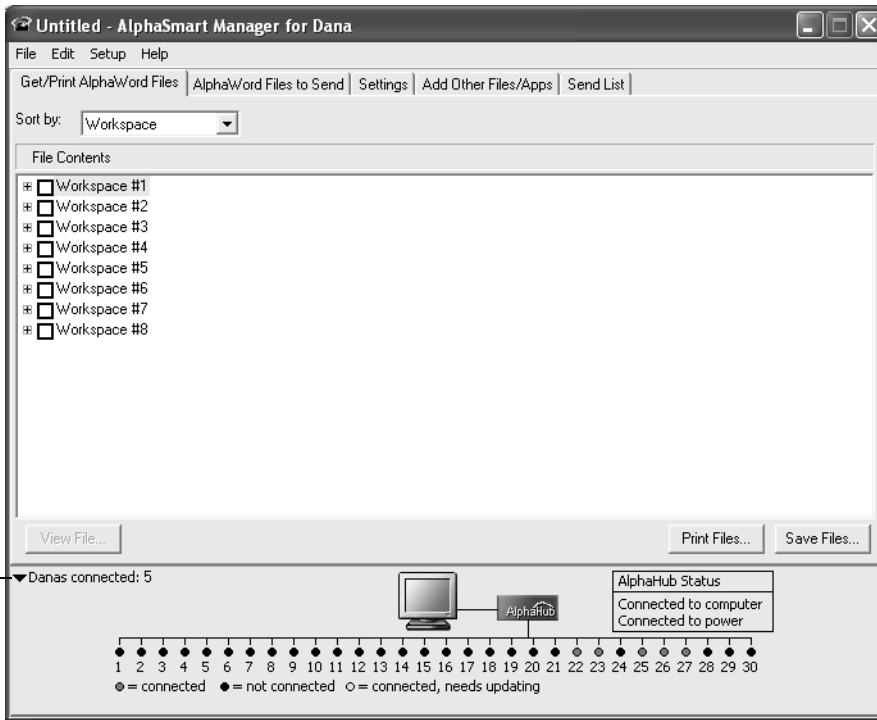 Untitled - AlphaSmart Manager for Dana
File Edit Setup Help
Get/Print AlphaWord Files AlphaWord Files to Send Settings Add Other Files/Apps Send List
Sort by: Workspace
File Contents
Workspace #1
Workspace #2
Workspace #3
Workspace #4
Workspace #5
Workspace #6
Workspace #7
Workspace #8
View File... Print Files... Save Files...
Danas connected: 5
AlphaHub
AlphaHub Status
Connected to computer
Connected to power
1 2 3 4 5 6 7 8 9 10 11 12 13 14 15 16 17 18 19 20 21 22 23 24 25 26 27 28 29 30
= connected = not connected = connected, needs updating